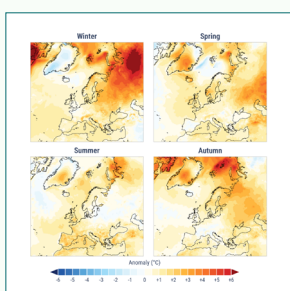 Winter
Spring
Summer
Autumn
Anomaly (°C)
-6 -5 -4 -3 -2 -1 0 +1 +2 +3 +4 +5 +6